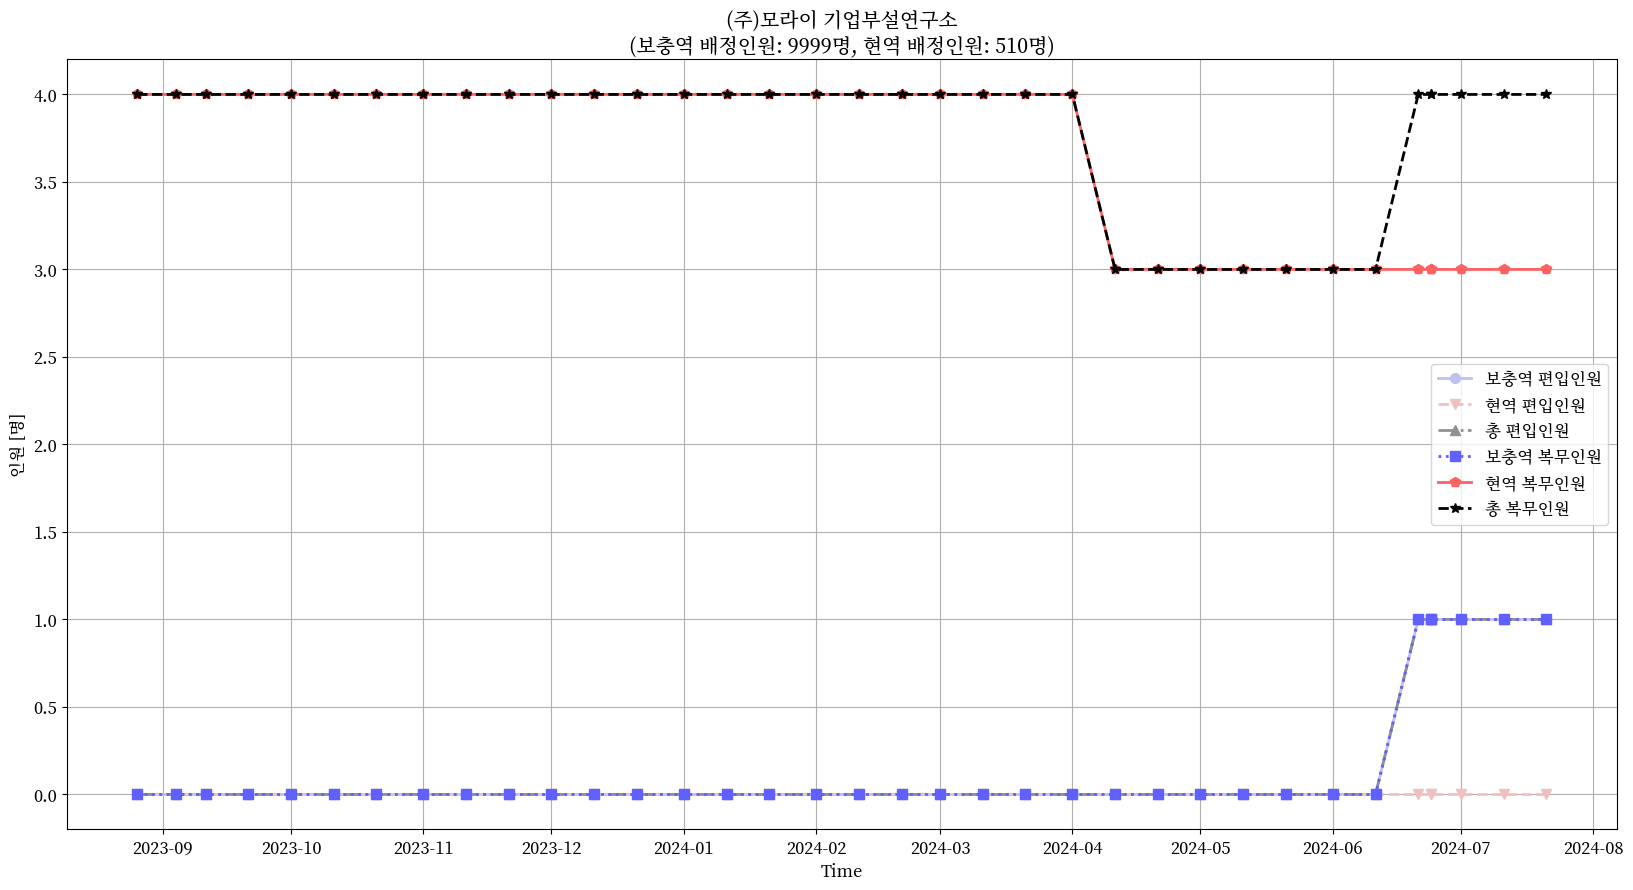 (주)모라이 기업부설연구소
(보충역 배정인원: 9999명, 현역 배정인원: 510명)
4.0
3.5
3.0
2.5
2.0
1.5
1.0
0.5
0.0
인원 [명]
보충역 편입인원
현역 편입인원
총 편입인원
보충역 복무인원
현역 복무인원
총 복무인원
2023-09 2023-10 2023-11 2023-12 2024-01 2024-02 2024-03 2024-04 2024-05 2024-06 2024-07 2024-08
Time